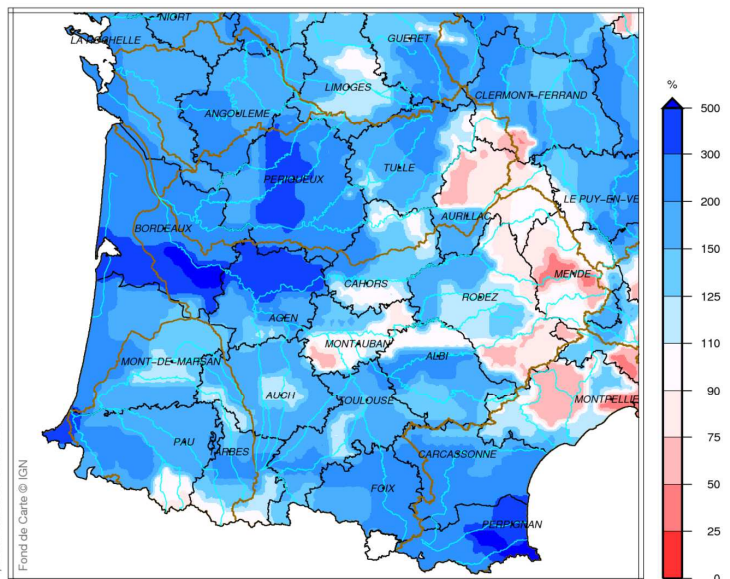 NIORT
LA ROCHELLE
GUERET
LIMOGES
CLERMONT-FERRAND
ANGOULEME
PERIGUEUX
TULLE
AURILLAC
LE PUY-EN-VE
BORDEAUX
CAHORS
MENDE
RODEZ
AGEN
MONTAUBAN
ALBI
MONT-DE-MARSAN
AUCH
TOULOUSE
MONTPELLIE
PAU
TARBES
CARCASSONNE
FOIX
PERPIGNAN
Fond de Carte © IGN
%
500
300
200
150
125
110
90
75
50
25
0